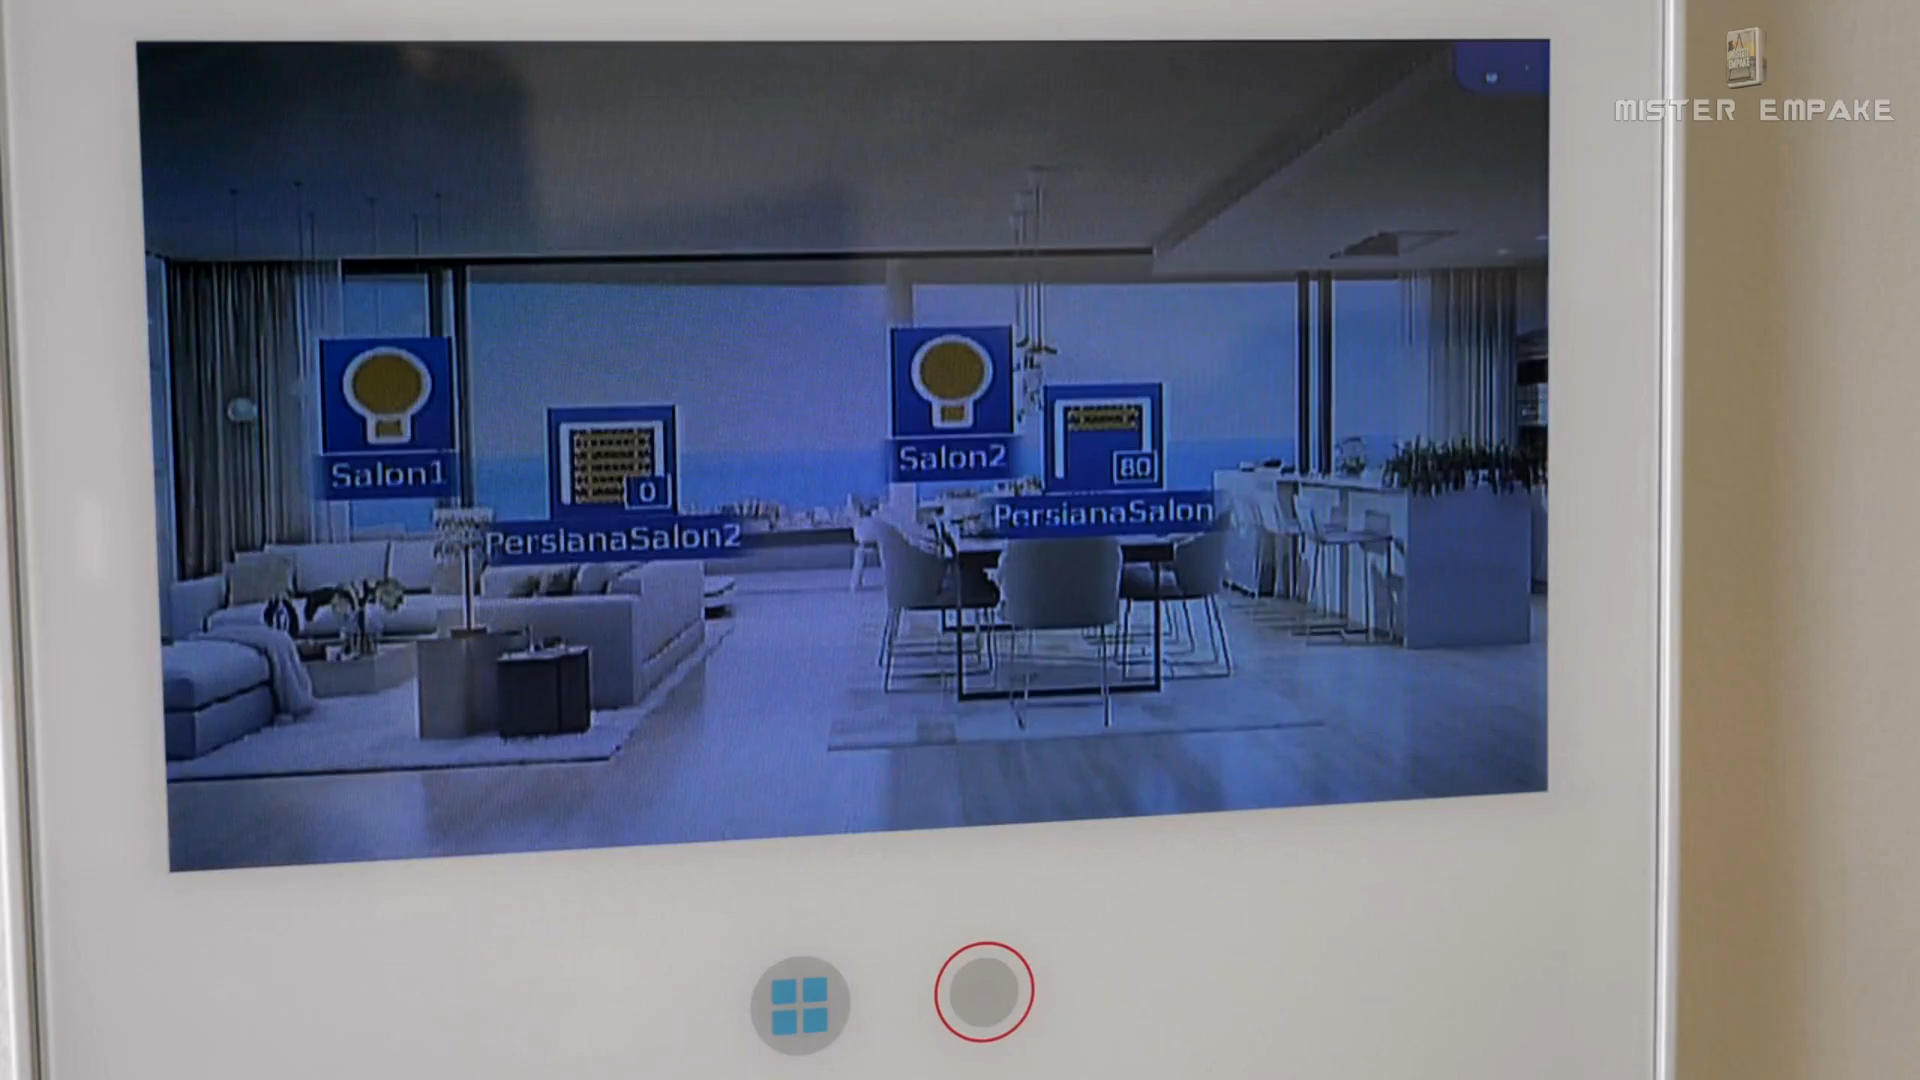 MISTER EMPAKE
Salon1
0
PersianaSalon2
Salon2
80
PersianaSalon